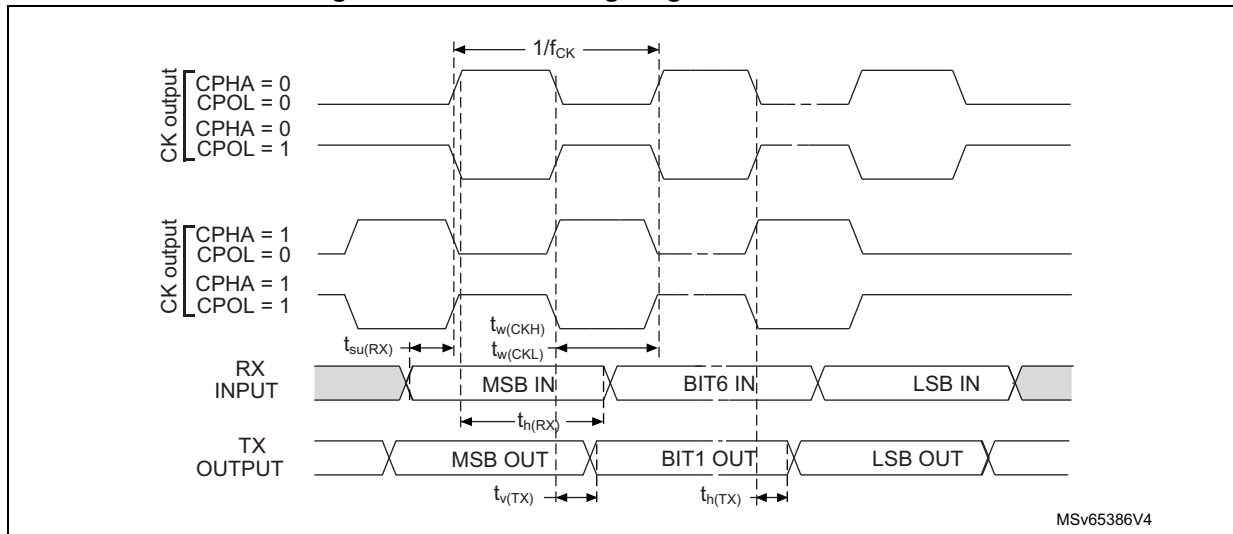 1/fCK
CK output
CPHA = 0
CPOL = 0
CPHA = 0
CPOL = 1
CK output
CPHA = 1
CPOL = 0
CPHA = 1
CPOL = 1
tw(CKH)
tsu(RX)
tw(CKL)
RX
INPUT
MSB IN
BIT6 IN
LSB IN
th(RX)
TX
OUTPUT
MSB OUT
BIT1 OUT
LSB OUT
tv(TX)
th(TX)
MSv65386V4